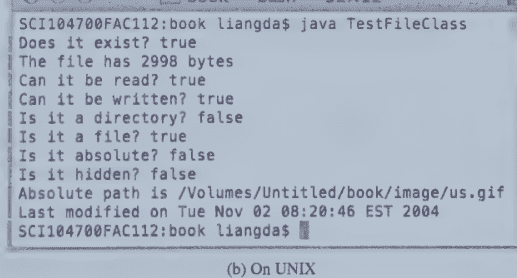 SCI104700FAC112:book liangda$ java TestFileClass
Does it exist? true
The file has 2998 bytes
Can it be read? true
Can it be written? true
Is it a directory? false
Is it a file? true
Is it absolute? false
Is it hidden? false
Absolute path is /Volumes/Untitled/book/image/us.gif
Last modified on Tue Nov 02 08:20:46 EST 2004
SCI104700FAC112:book liangda$
(b) On UNIX